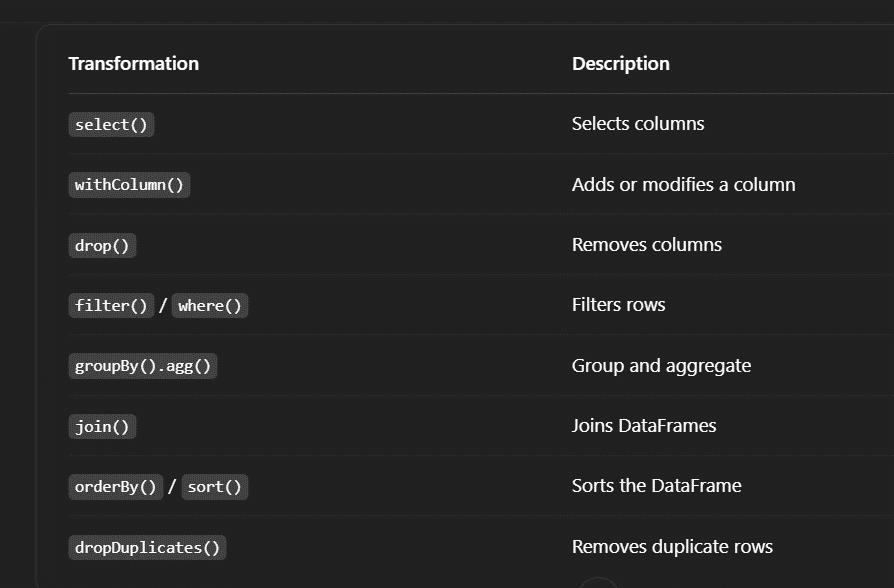 Transformation Description
select() Selects columns
withColumn() Adds or modifies a column
drop() Removes columns
filter() / where() Filters rows
groupBy().agg() Group and aggregate
join() Joins DataFrames
orderBy() / sort() Sorts the DataFrame
dropDuplicates() Removes duplicate rows